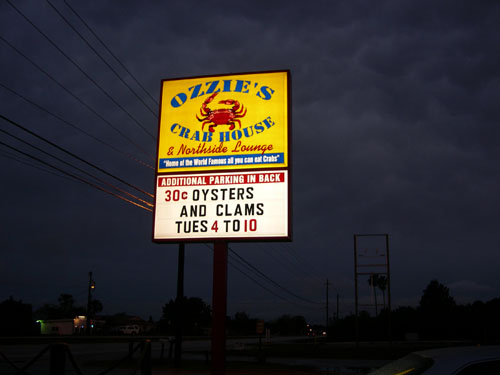 OZZIE'S
CRAB HOUSE
& Northside Lounge
"Home of the World Famous all you can eat Crabs"
ADDITIONAL PARKING IN BACK
30¢ OYSTERS
AND CLAMS
TUES 4 TO 10